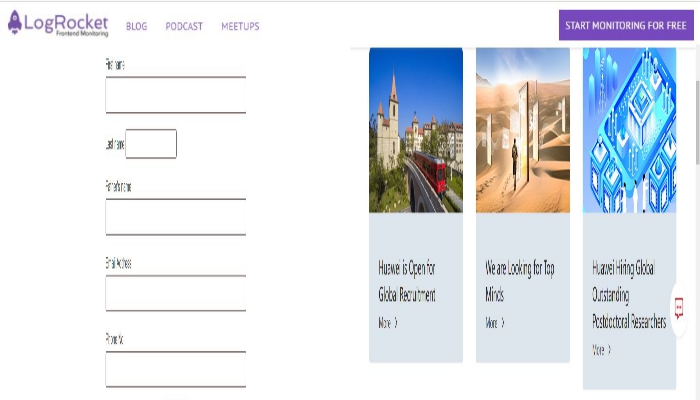 LogRocket
Frontend Monitoring
BLOG
PODCAST
MEETUPS
START MONITORING FOR FREE
First name
Last name
Father's name
Email Address
Phone No
Huawei is Open for
Global Recruitment
More >
We are Looking for Top
Minds
More >
Huawei Hiring Global
Outstanding
Postdoctoral Researchers
More >